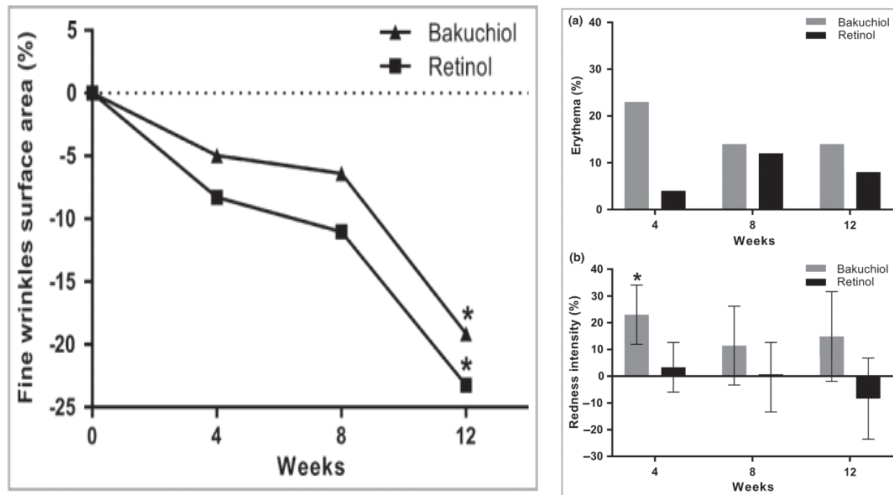 5
0
-5
-10
-15
-20
-25
Fine wrinkles surface area (%)
Bakuchiol
Retinol
*
*
0 4 8 12
Weeks
(a)
40
30
20
10
0
Erythema (%)
Bakuchiol
Retinol
4 8 12
Weeks
(b)
40
30
20
10
0
−10
−20
−30
Redness intensity (%)
Bakuchiol
Retinol
*
4 8 12
Weeks